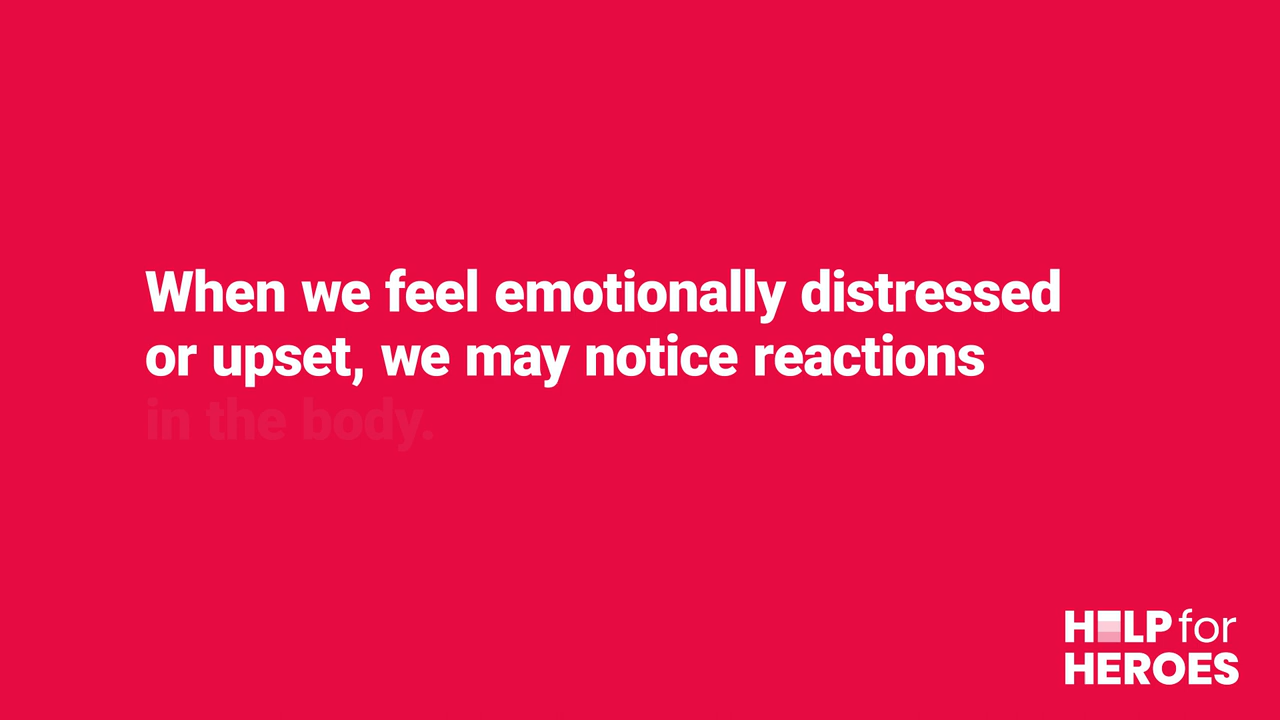 When we feel emotionally distressed
or upset, we may notice reactions
in the body.
HELP for
HEROES